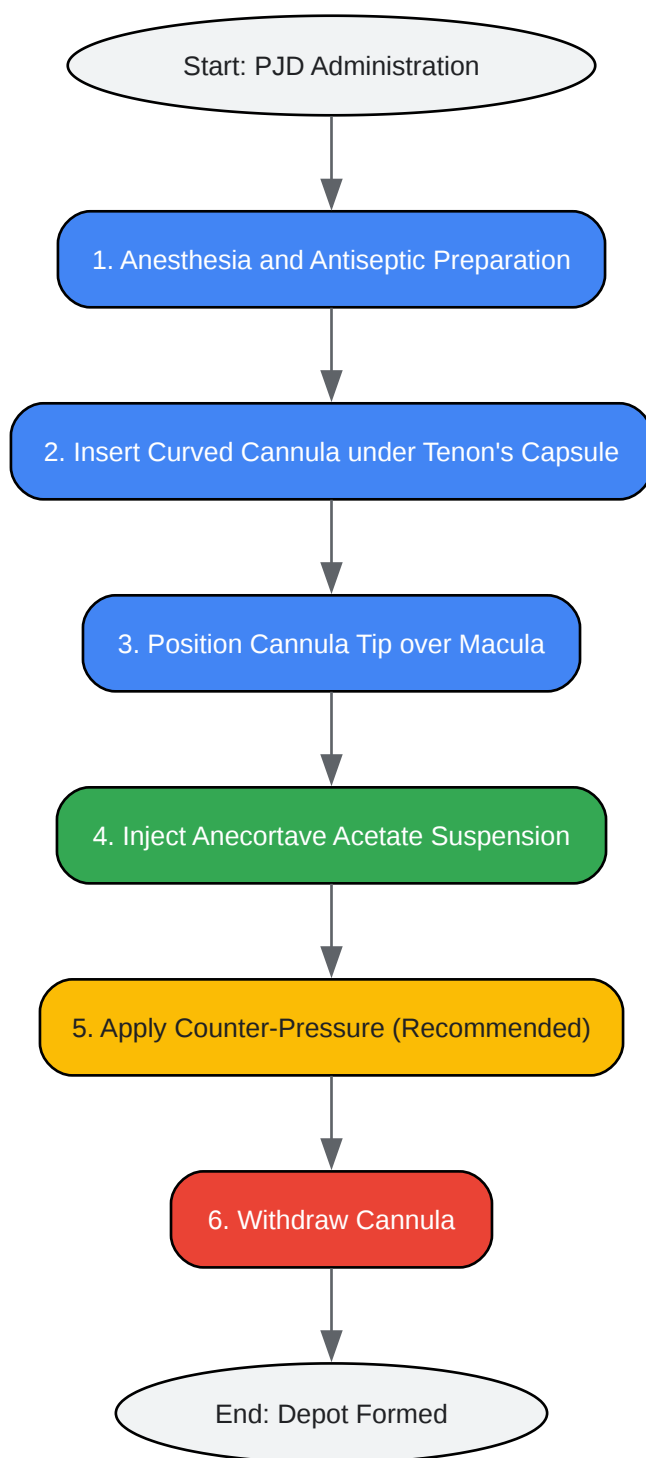 Start: PJD Administration
1. Anesthesia and Antiseptic Preparation
2. Insert Curved Cannula under Tenon's Capsule
3. Position Cannula Tip over Macula
4. Inject Anecortave Acetate Suspension
5. Apply Counter-Pressure (Recommended)
6. Withdraw Cannula
End: Depot Formed